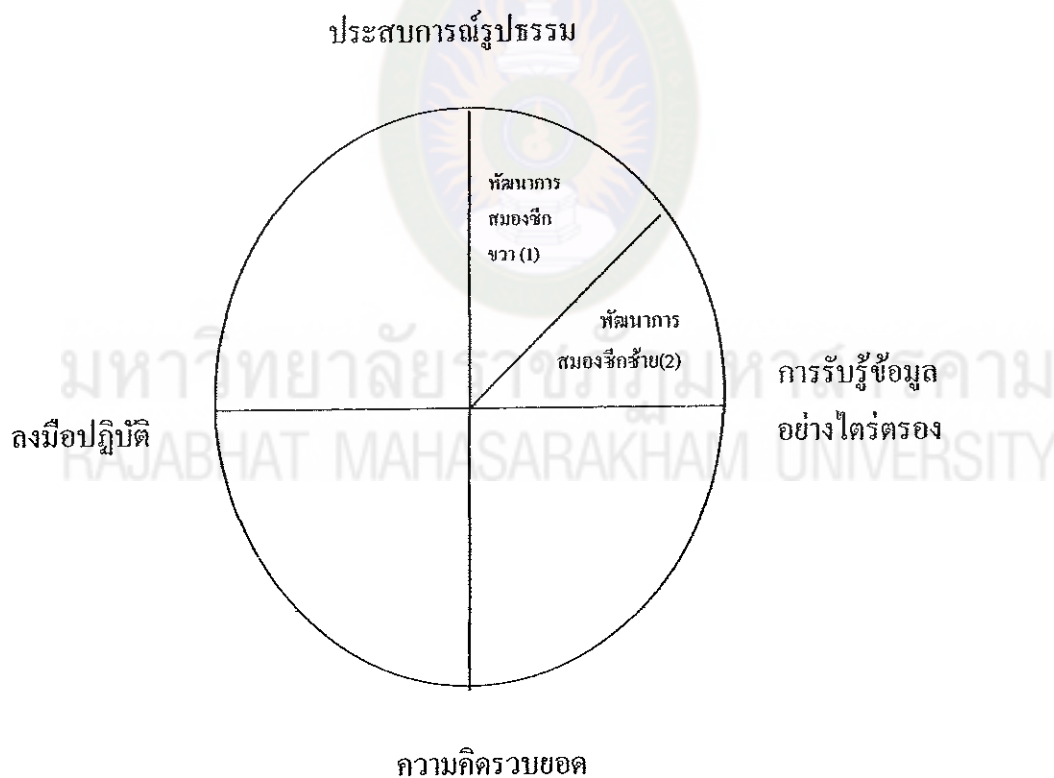 ประสบการณ์รูปธรรม
พัฒนาการ
สมองซีก
ขวา (1)
พัฒนาการ
สมองซีกซ้าย(2)
การรับรู้ข้อมูล
อย่างไตร่ตรอง
ลงมือปฏิบัติ
มหาวิทยาลัยราชภัฏมหาสารคาม
RAJABHAT MAHASARAKHAM UNIVERSITY
ความคิดรวบยอด